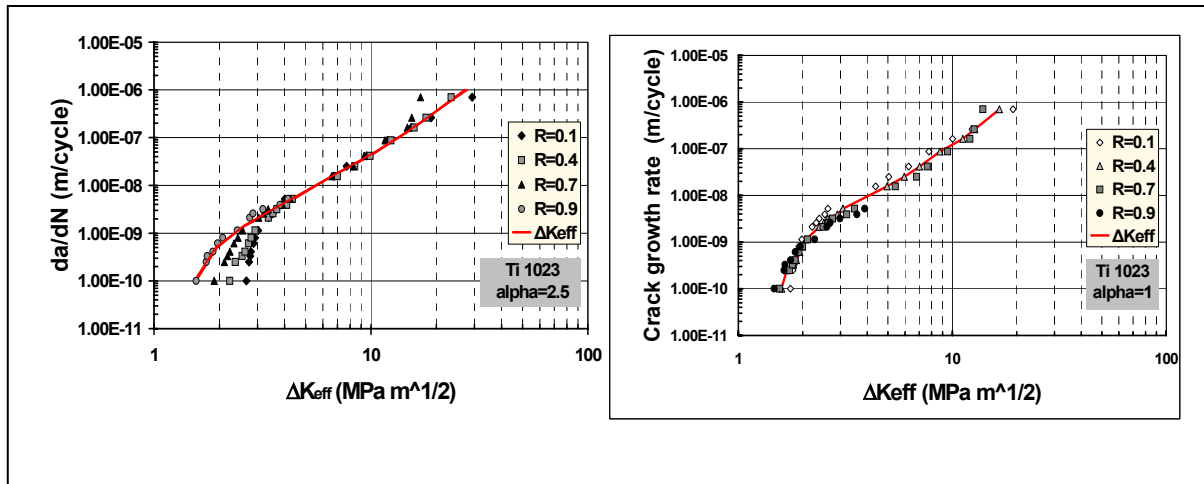 da/dN (m/cycle)
1.00E-05
1.00E-06
1.00E-07
1.00E-08
1.00E-09
1.00E-10
1.00E-11
1
10
100
ΔKeff (MPa m^1/2)
R=0.1
R=0.4
R=0.7
R=0.9
ΔKeff
Ti 1023
alpha=2.5
Crack growth rate (m/cycle)
1.00E-05
1.00E-06
1.00E-07
1.00E-08
1.00E-09
1.00E-10
1.00E-11
1
10
100
ΔKeff (MPa m^1/2)
R=0.1
R=0.4
R=0.7
R=0.9
ΔKeff
Ti 1023
alpha=1